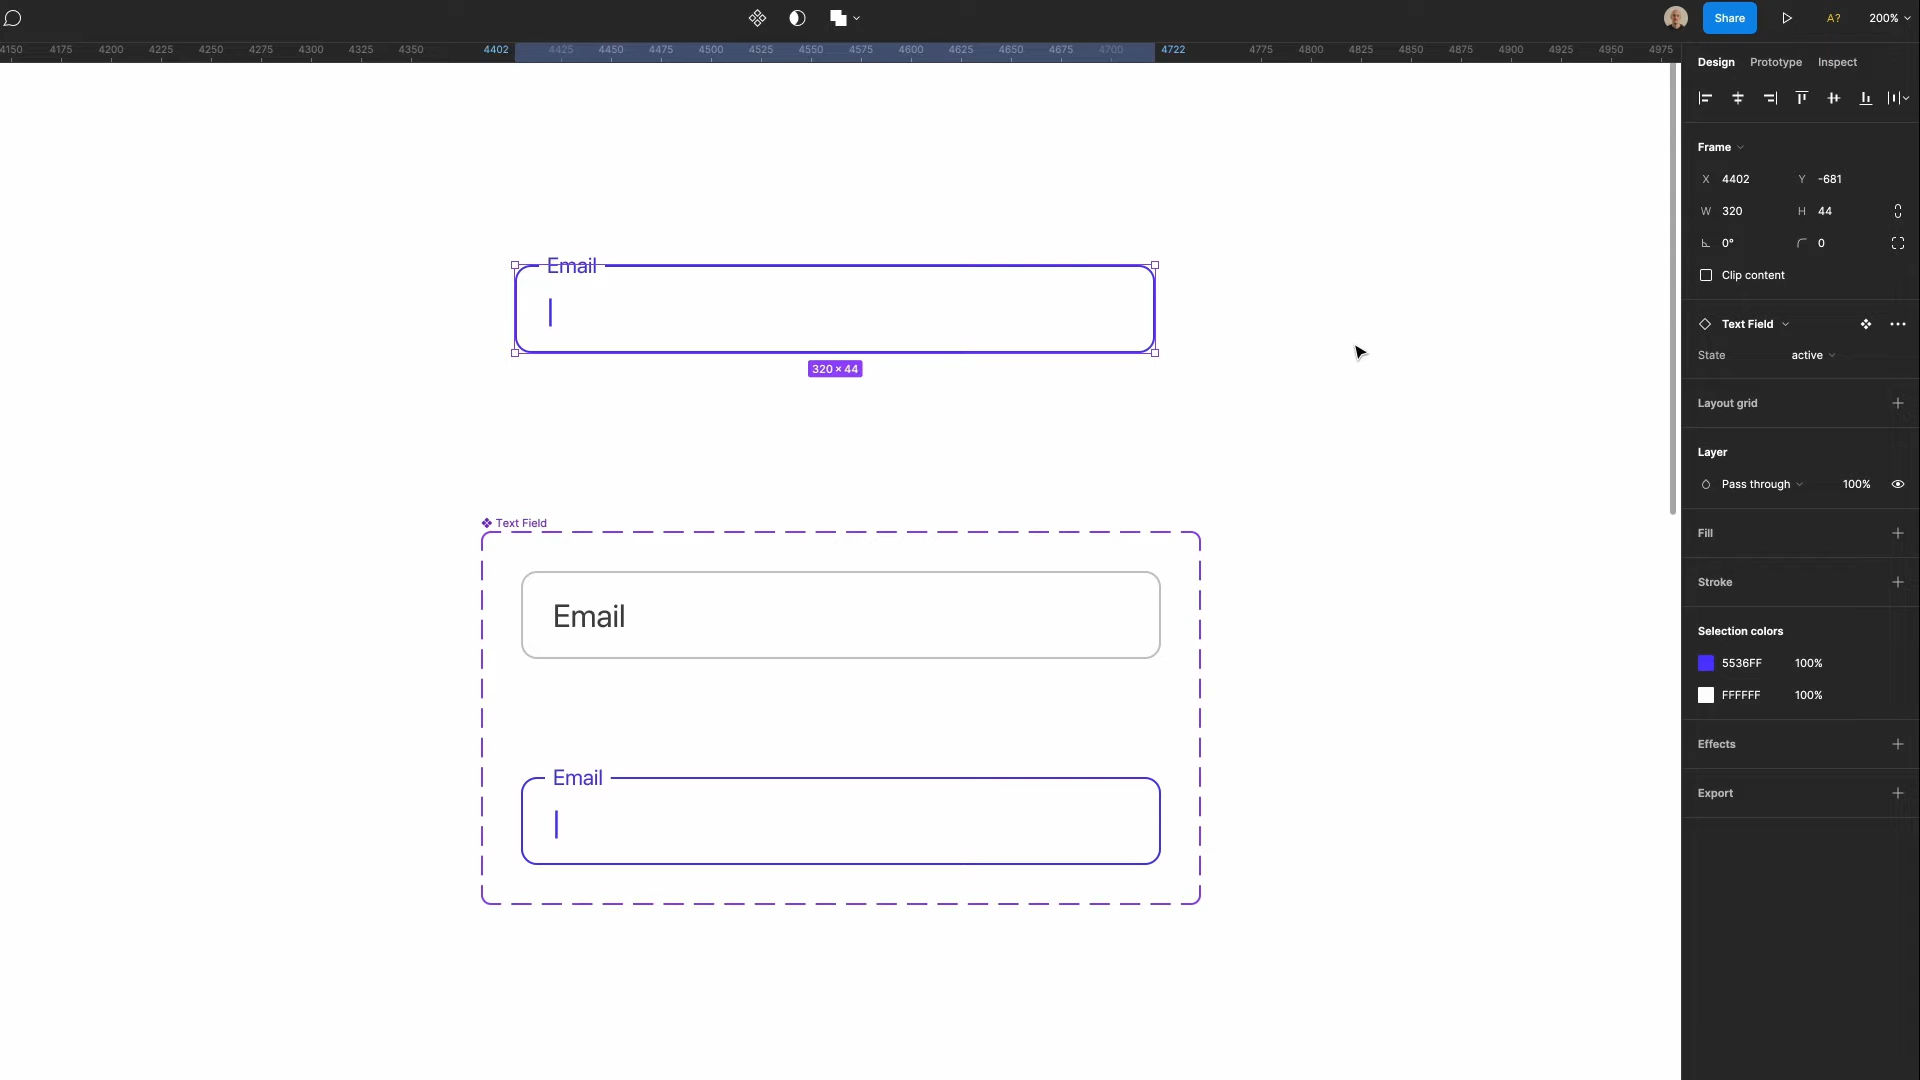 Share
A?
200%
4150 4175 4200 4225 4250 4275 4300 4325 4350 4402 4425 4450 4475 4500 4525 4550 4575 4600 4625 4650 4675 4700 4722 4775 4800 4825 4850 4875 4900 4925 4950 4975
Design Prototype Inspect
Frame
X 4402 Y -681
W 320 H 44
0° 0
Clip content
Text Field
State active
Layout grid
Layer
Pass through 100%
Fill
Stroke
Selection colors
5536FF 100%
FFFFFF 100%
Effects
Export
Email
320 × 44
Text Field
Email
Email